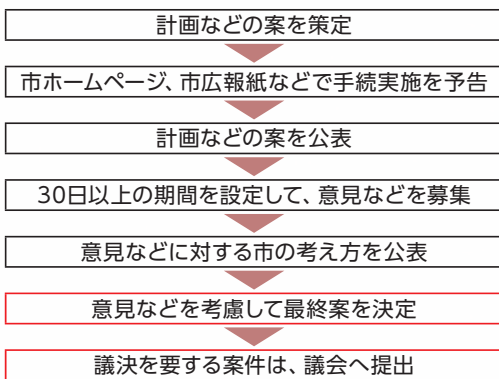 計画などの案を策定
市ホームページ、市広報紙などで手続実施を予告
計画などの案を公表
30日以上の期間を設定して、意見などを募集
意見などに対する市の考え方を公表
意見などを考慮して最終案を決定
議決を要する案件は、議会へ提出